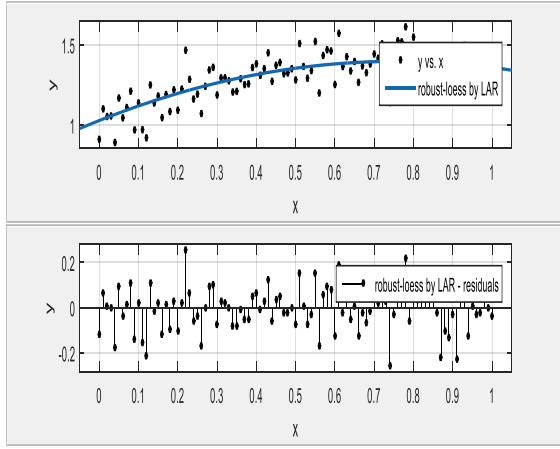 1.5
1
y
y vs. x
robust-loess by LAR
0 0.1 0.2 0.3 0.4 0.5 0.6 0.7 0.8 0.9 1
x
0.2
0
-0.2
y
robust-loess by LAR - residuals
0 0.1 0.2 0.3 0.4 0.5 0.6 0.7 0.8 0.9 1
x